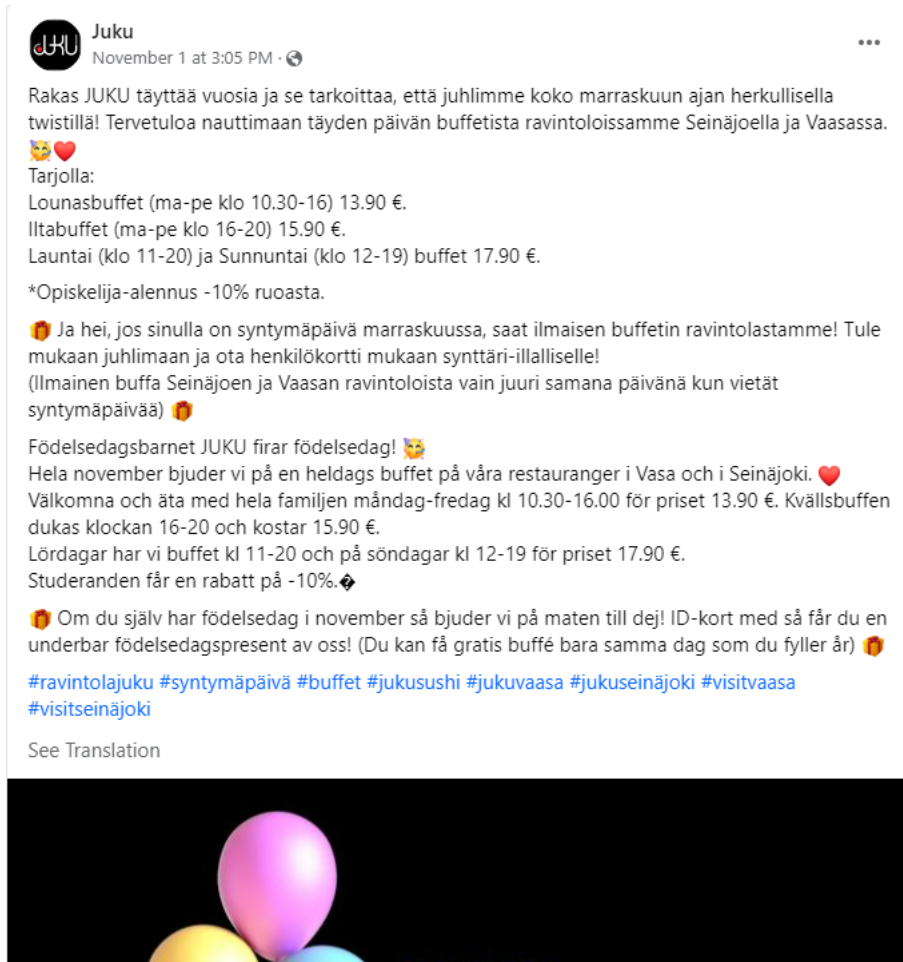 JUKU
Juku
November 1 at 3:05 PM ·
Rakas JUKU täyttää vuosia ja se tarkoittaa, että juhlimme koko marraskuun ajan herkullisella
twistillä! Tervetuloa nauttimaan täyden päivän buffetista ravintoloissamme Seinäjoella ja Vaasassa.
🥳❤️
Tarjolla:
Lounasbuffet (ma-pe klo 10.30-16) 13.90 €.
Iltabuffet (ma-pe klo 16-20) 15.90 €.
Launtai (klo 11-20) ja Sunnuntai (klo 12-19) buffet 17.90 €.
*Opiskelija-alennus -10% ruoasta.
🎁 Ja hei, jos sinulla on syntymäpäivä marraskuussa, saat ilmaisen buffetin ravintolastamme! Tule
mukaan juhlimaan ja ota henkilökortti mukaan synttäri-illalliselle!
(Ilmainen buffa Seinäjoen ja Vaasan ravintoloista vain juuri samana päivänä kun vietät
syntymäpäivää) 🎁
Födelsedagsbarnet JUKU firar födelsedag! 🥳
Hela november bjuder vi på en heldags buffet på våra restauranger i Vasa och i Seinäjoki. ❤️
Välkomna och äta med hela familjen måndag-fredag kl 10.30-16.00 för priset 13.90 €. Kvällsbuffen
dukas klockan 16-20 och kostar 15.90 €.
Lördagar har vi buffet kl 11-20 och på söndagar kl 12-19 för priset 17.90 €.
Studeranden får en rabatt på -10%.�
🎁 Om du själv har födelsedag i november så bjuder vi på maten till dej! ID-kort med så får du en
underbar födelsedagspresent av oss! (Du kan få gratis buffé bara samma dag som du fyller år) 🎁
#ravintolajuku #syntymäpäivä #buffet #jukusushi #jukuvaasa #jukuseinäjoki #visitvaasa
#visitseinäjoki
See Translation